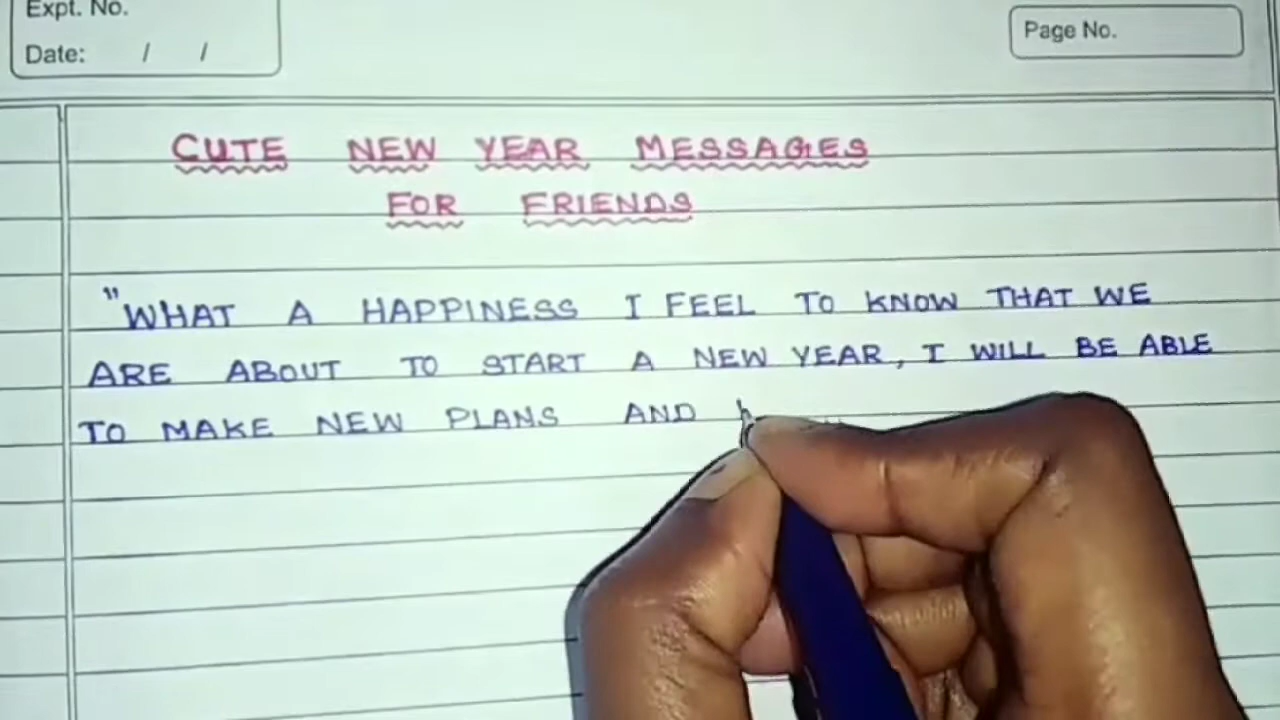 Expt. No.
Date: / /
Page No.
CUTE NEW YEAR MESSAGES
FOR FRIENDS
"WHAT A HAPPINESS I FEEL TO KNOW THAT WE
ARE ABOUT TO START A NEW YEAR, I WILL BE ABLE
TO MAKE NEW PLANS AND